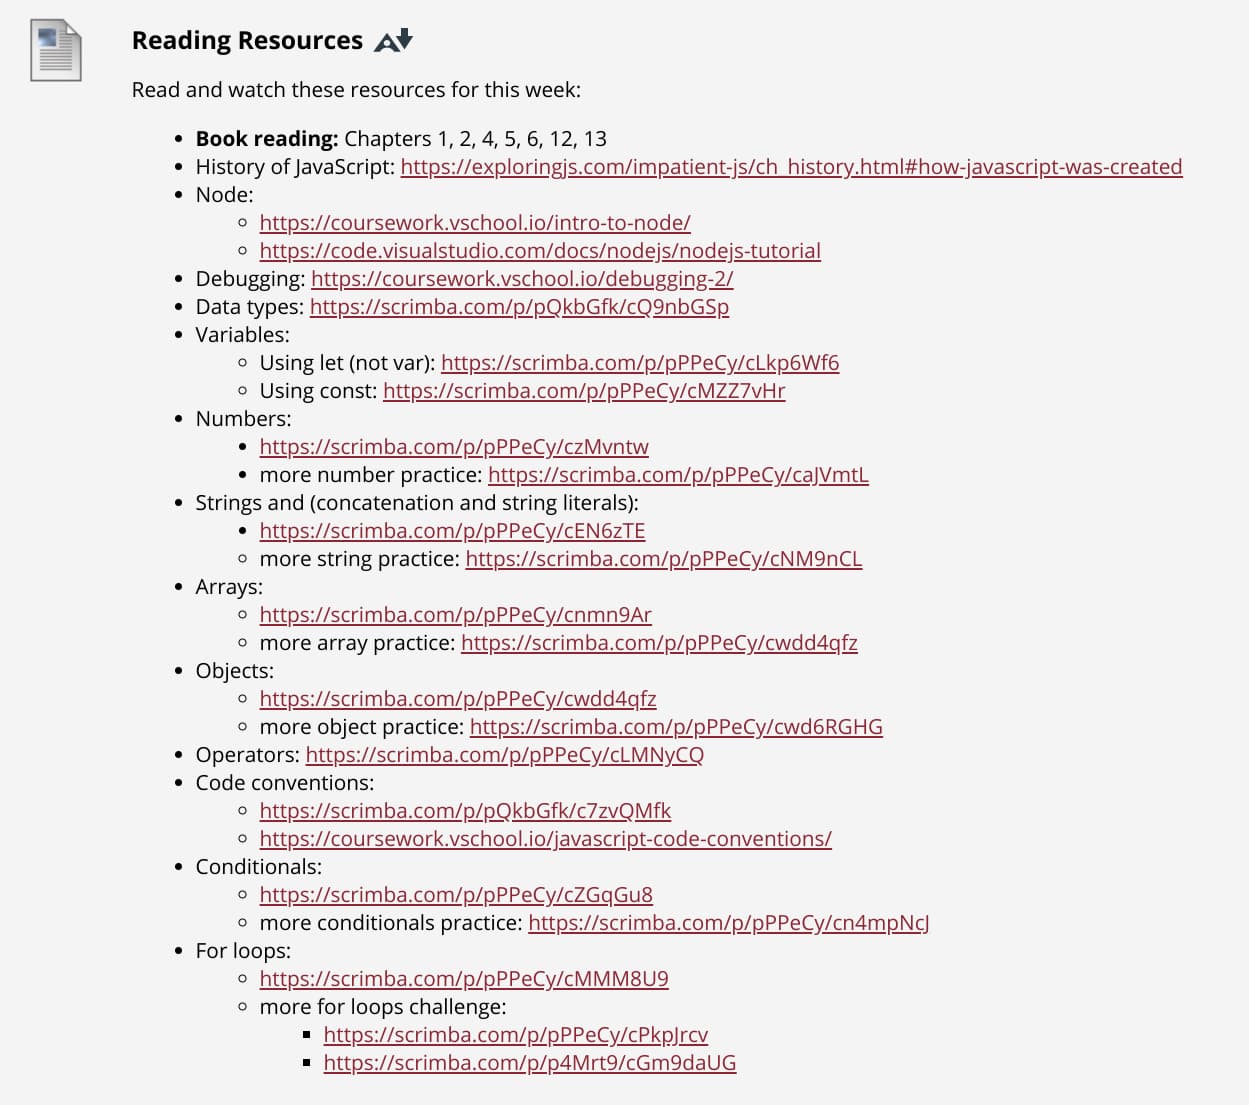 Reading Resources
Read and watch these resources for this week:
Book reading: Chapters 1, 2, 4, 5, 6, 12, 13
History of JavaScript: https://exploringjs.com/impatient-js/ch_history.html#how-javascript-was-created
Node:
https://coursework.vschool.io/intro-to-node/
https://code.visualstudio.com/docs/nodejs/nodejs-tutorial
Debugging: https://coursework.vschool.io/debugging-2/
Data types: https://scrimba.com/p/pQkbGfk/cQ9nbGSp
Variables:
Using let (not var): https://scrimba.com/p/pPPeCy/cLkp6Wf6
Using const: https://scrimba.com/p/pPPeCy/cMZZ7vHr
Numbers:
https://scrimba.com/p/pPPeCy/czMvntw
more number practice: https://scrimba.com/p/pPPeCy/caJVmtL
Strings and (concatenation and string literals):
https://scrimba.com/p/pPPeCy/cEN6zTE
more string practice: https://scrimba.com/p/pPPeCy/cNM9nCL
Arrays:
https://scrimba.com/p/pPPeCy/cnmn9Ar
more array practice: https://scrimba.com/p/pPPeCy/cwdd4qfz
Objects:
https://scrimba.com/p/pPPeCy/cwdd4qfz
more object practice: https://scrimba.com/p/pPPeCy/cwd6RGHG
Operators: https://scrimba.com/p/pPPeCy/cLMNyCQ
Code conventions:
https://scrimba.com/p/pQkbGfk/c7zvQMfk
https://coursework.vschool.io/javascript-code-conventions/
Conditionals:
https://scrimba.com/p/pPPeCy/cZGqGu8
more conditionals practice: https://scrimba.com/p/pPPeCy/cn4mpNcJ
For loops:
https://scrimba.com/p/pPPeCy/cMMM8U9
more for loops challenge:
https://scrimba.com/p/pPPeCy/cPkpJrcv
https://scrimba.com/p/p4Mrt9/cGm9daUG